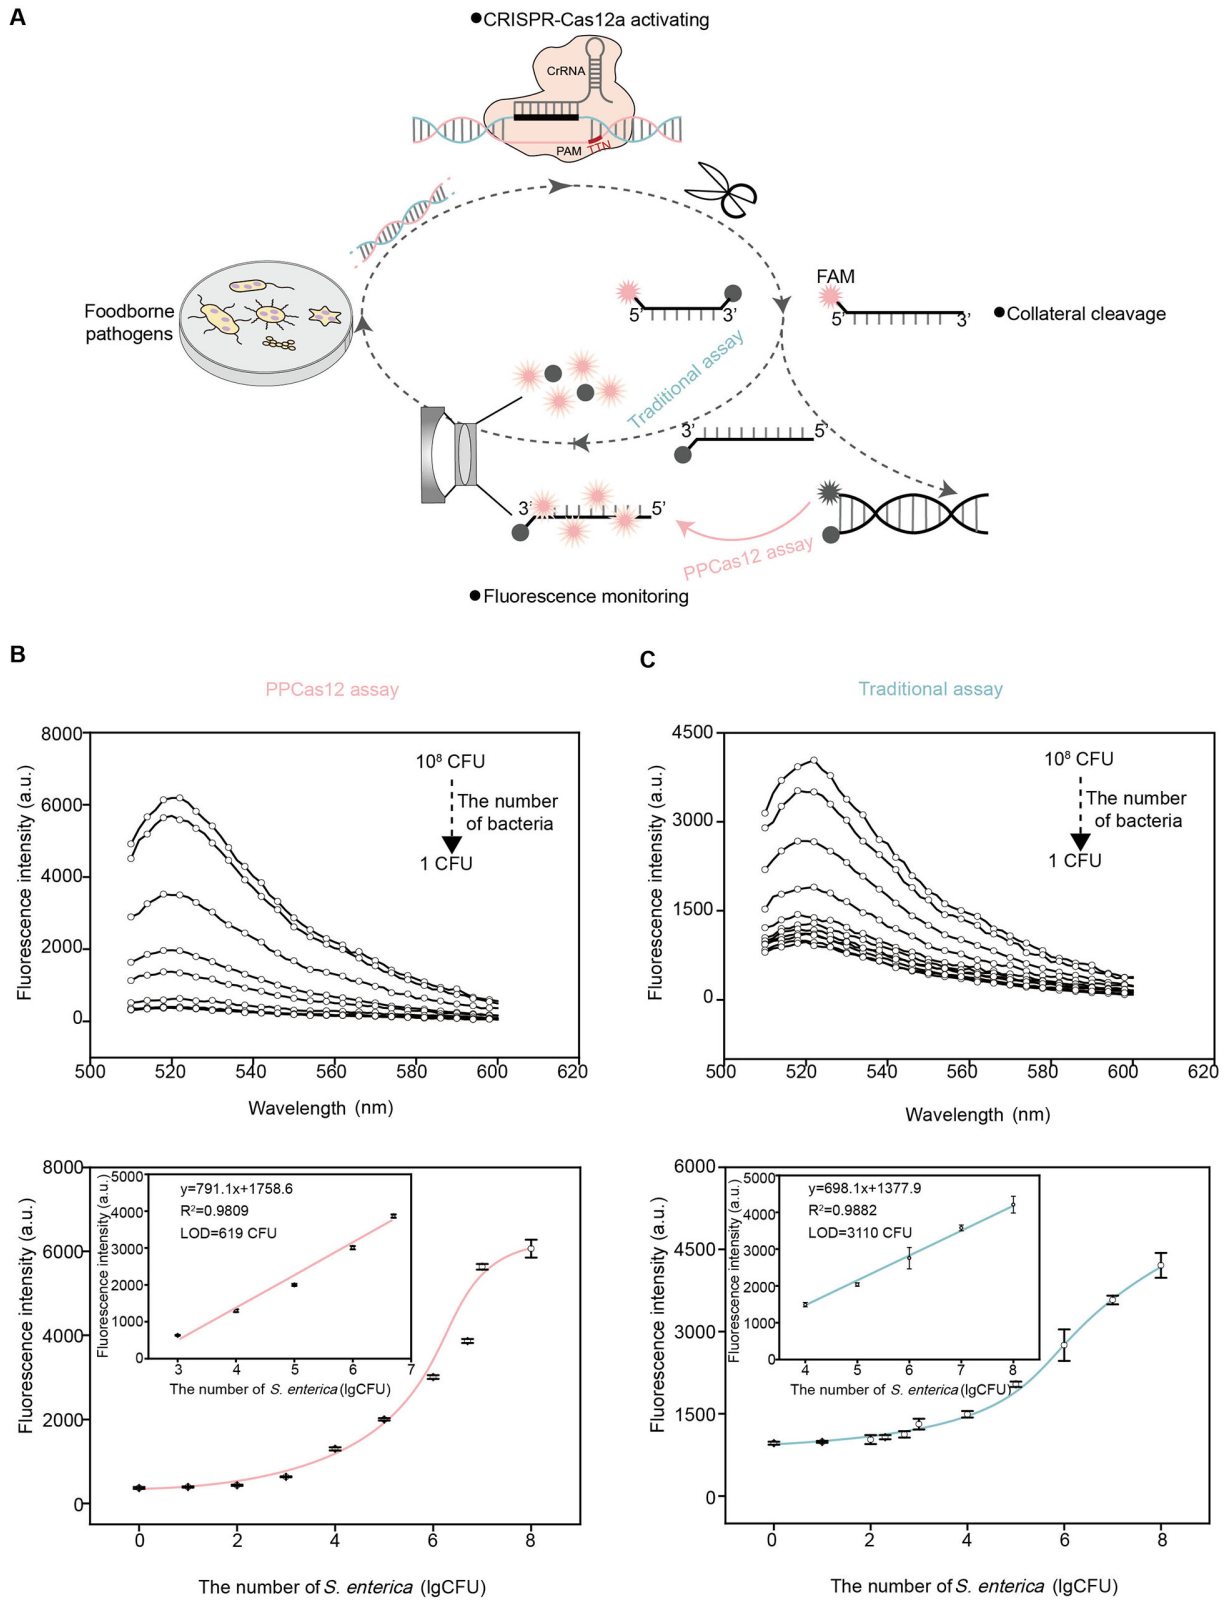 A
●CRISPR-Cas12a activating
CrRNA
PAM
TTN
FAM
5’
3’
5’
3’
●Collateral cleavage
Foodborne
pathogens
Traditional assay
3’
5’
3’
5’
PPCas12 assay
●Fluorescence monitoring
B
PPCas12 assay
8000
6000
4000
2000
0
Fluorescence intensity (a.u.)
10⁸ CFU
The number
of bacteria
1 CFU
500
520
540
560
580
600
620
Wavelength (nm)
C
Traditional assay
4500
3000
1500
0
Fluorescence intensity (a.u.)
10⁸ CFU
The number
of bacteria
1 CFU
500
520
540
560
580
600
620
Wavelength (nm)
8000
6000
4000
2000
0
Fluorescence intensity (a.u.)
5000
4000
3000
2000
1000
0
Fluorescence intensity (a.u.)
y=791.1x+1758.6
R²=0.9809
LOD=619 CFU
3
4
5
6
7
The number of S. enterica (lgCFU)
0
2
4
6
8
The number of S. enterica (lgCFU)
6000
4500
3000
1500
0
Fluorescence intensity (a.u.)
5000
4000
3000
2000
1000
0
Fluorescence intensity (a.u.)
y=698.1x+1377.9
R²=0.9882
LOD=3110 CFU
4
5
6
7
8
The number of S. enterica (lgCFU)
0
2
4
6
8
The number of S. enterica (lgCFU)